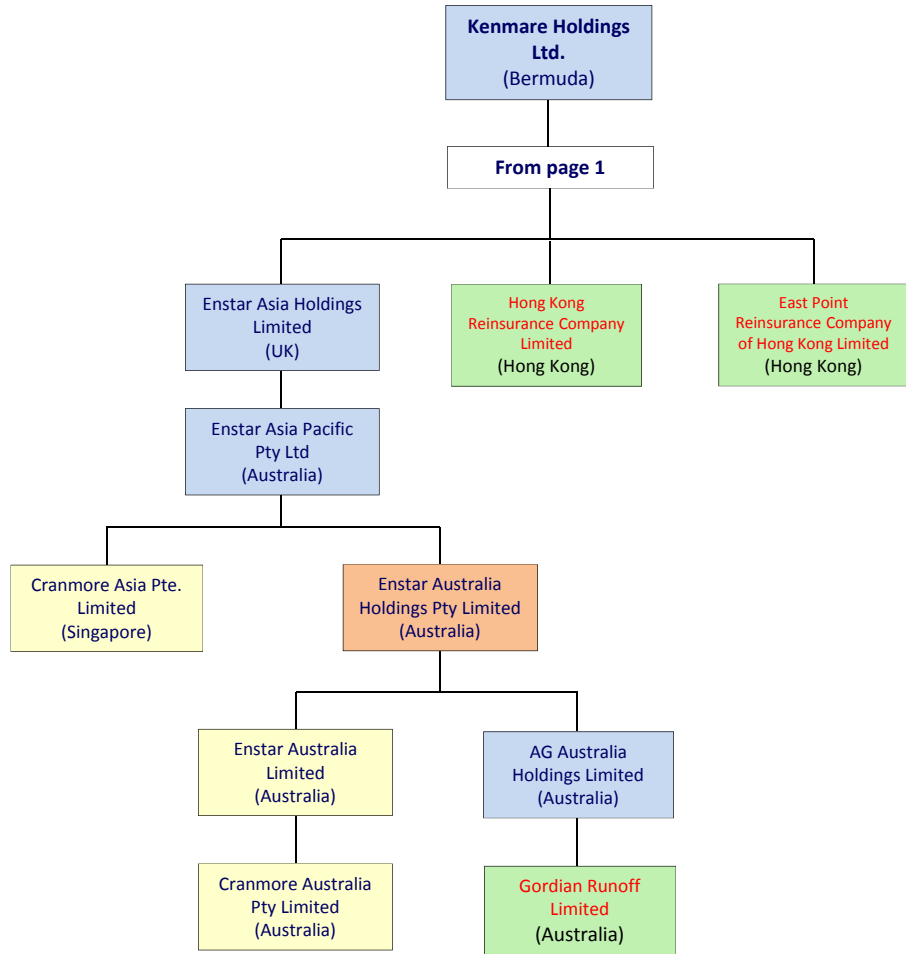 Kenmare Holdings
Ltd.
(Bermuda)
From page 1
Enstar Asia Holdings
Limited
(UK)
Hong Kong
Reinsurance Company
Limited
(Hong Kong)
East Point
Reinsurance Company
of Hong Kong Limited
(Hong Kong)
Enstar Asia Pacific
Pty Ltd
(Australia)
Cranmore Asia Pte.
Limited
(Singapore)
Enstar Australia
Holdings Pty Limited
(Australia)
Enstar Australia
Limited
(Australia)
AG Australia
Holdings Limited
(Australia)
Cranmore Australia
Pty Limited
(Australia)
Gordian Runoff
Limited
(Australia)